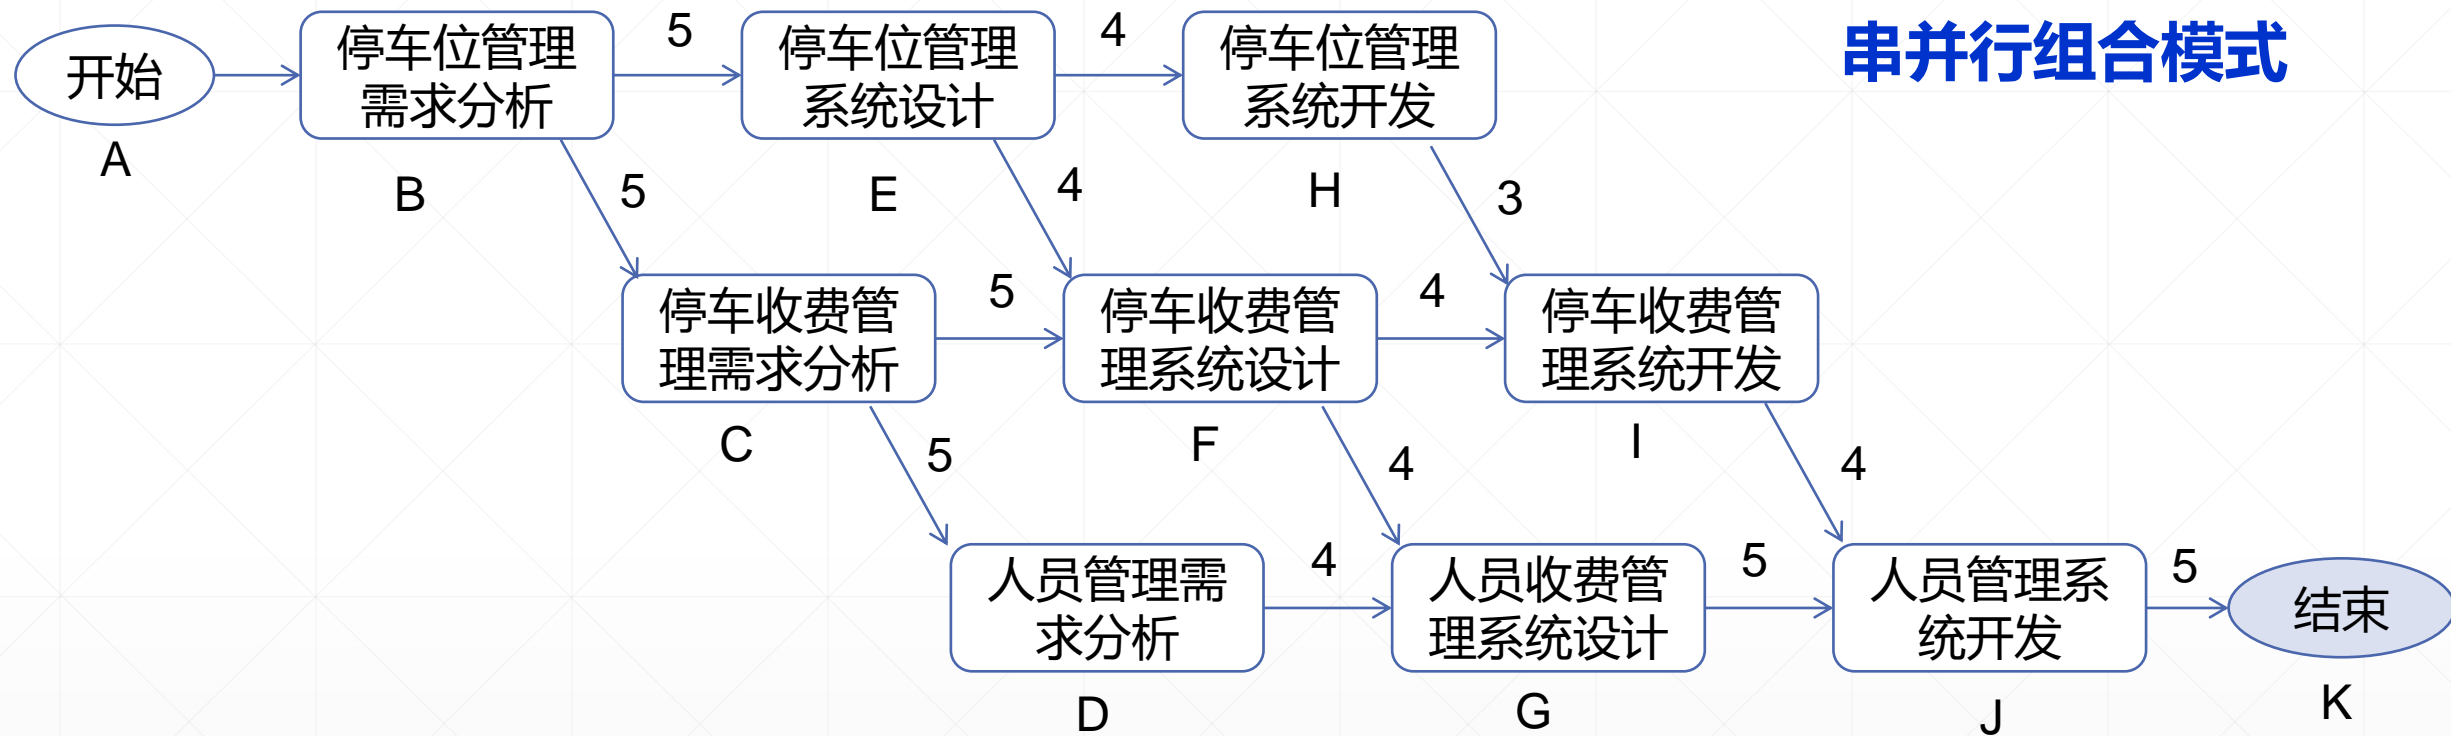 串并行组合模式
开始
A
停车位管理
需求分析
B
5
停车位管理
系统设计
E
4
停车位管理
系统开发
H
5
4
3
停车收费管
理需求分析
C
5
停车收费管
理系统设计
F
4
停车收费管
理系统开发
I
5
4
4
人员管理需
求分析
D
4
人员收费管
理系统设计
G
5
人员管理系
统开发
J
5
结束
K